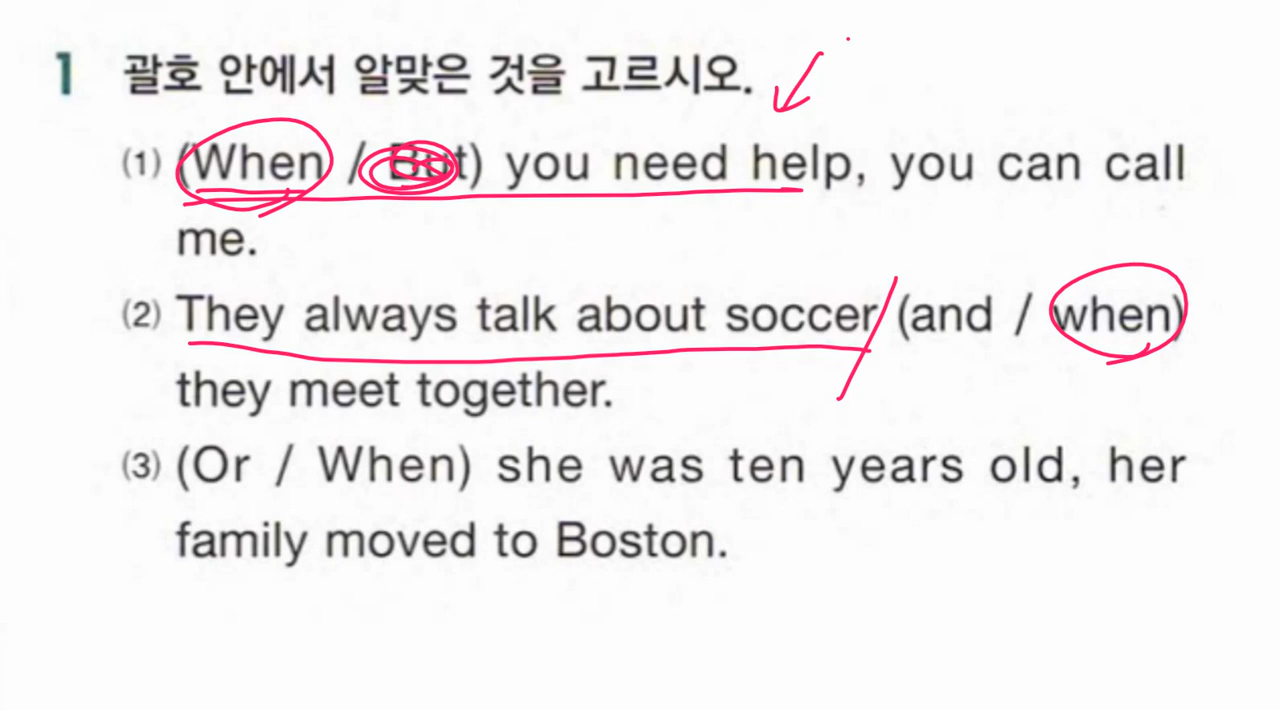 1 괄호 안에서 알맞은 것을 고르시오.
(1) (When / But) you need help, you can call
me.
(2) They always talk about soccer (and / when)
they meet together.
(3) (Or / When) she was ten years old, her
family moved to Boston.